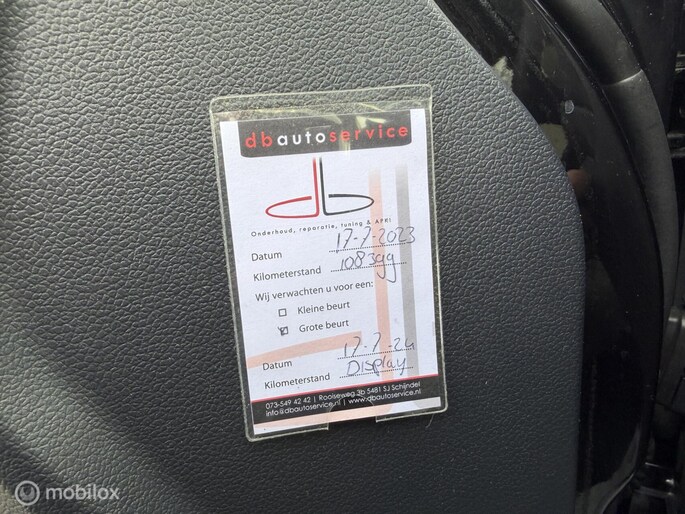 dbautoservice
db
Onderhoud, reparatie, tuning & APK!
Datum 17-7-2023
Kilometerstand 108399
Wij verwachten u voor een:
Kleine beurt
Grote beurt
Datum 17-7-24
Kilometerstand Display
073-549 42 42 | Rooiseweg 3b 5481 SJ Schijndel
info@dbautoservice.nl | www.dbautoservice.nl
mobilox